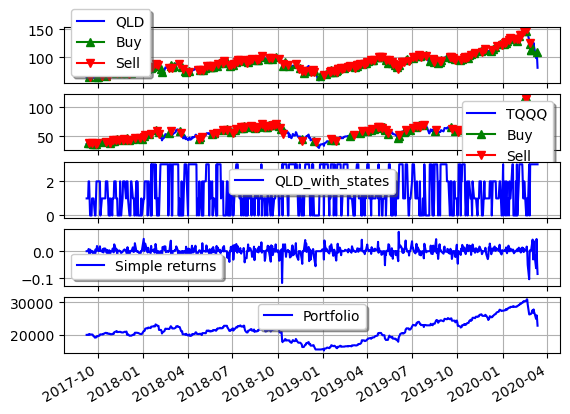 QLD
Buy
Sell
150
100
TQQQ
Buy
Sell
100
50
QLD_with_states
2
0
Simple returns
0.0
−0.1
Portfolio
30000
20000
2017-10
2018-01
2018-04
2018-07
2018-10
2019-01
2019-04
2019-07
2019-10
2020-01
2020-04